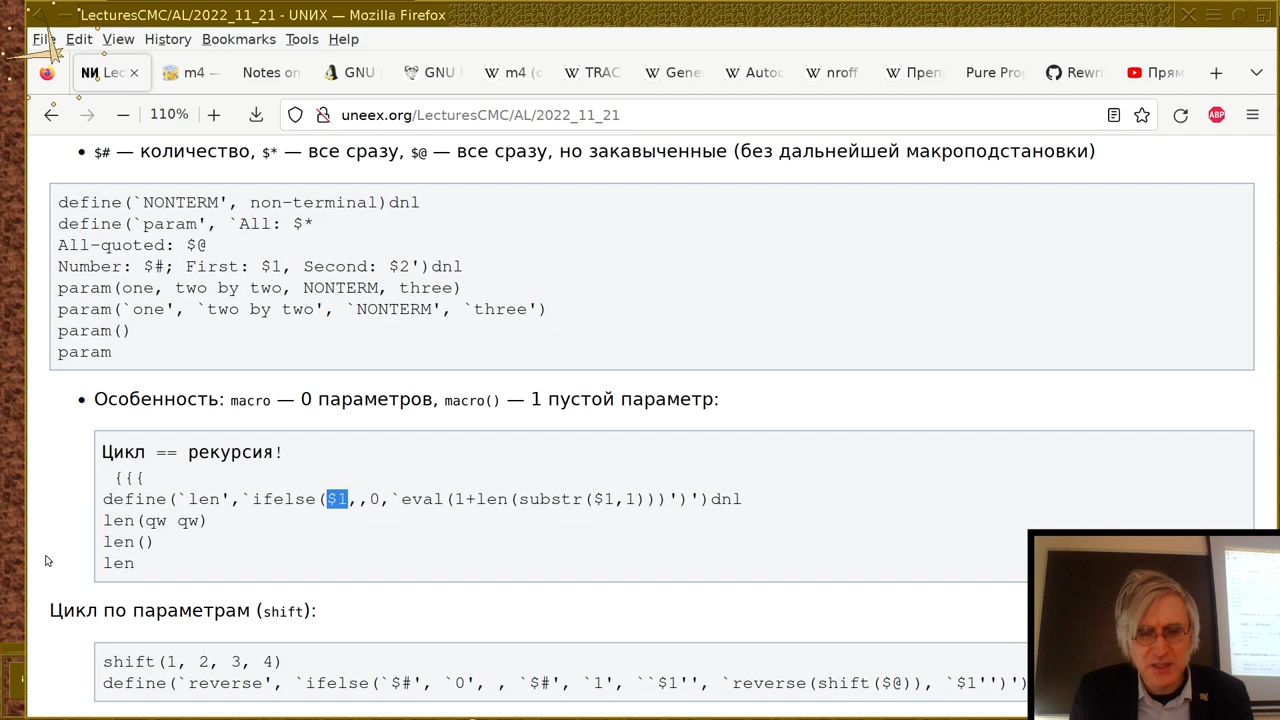 LecturesCMC/AL/2022_11_21 - UNИX — Mozilla Firefox
File Edit View History Bookmarks Tools Help
NИ Lec m4 — Notes on GNU GNU m4 (c TRAC Gene Autoc nroff Преп Pure Pro Rewri Прям
110% uneex.org/LecturesCMC/AL/2022_11_21 ABP
• $# — количество, $* — все сразу, $@ — все сразу, но закавыченные (без дальнейшей макроподстановки)
define(`NONTERM', non-terminal)dnl
define(`param', `All: $*
All-quoted: $@
Number: $#; First: $1, Second: $2')dnl
param(one, two by two, NONTERM, three)
param(`one', `two by two', `NONTERM', `three')
param()
param
• Особенность: macro — 0 параметров, macro() — 1 пустой параметр:
Цикл == рекурсия!
{{{
define(`len',`ifelse($1,,0,`eval(1+len(substr($1,1)))')')dnl
len(qw qw)
len()
len
Цикл по параметрам (shift):
shift(1, 2, 3, 4)
define(`reverse', `ifelse(`$#', `0', , `$#', `1', ``$1'', `reverse(shift($@)), `$1'')')